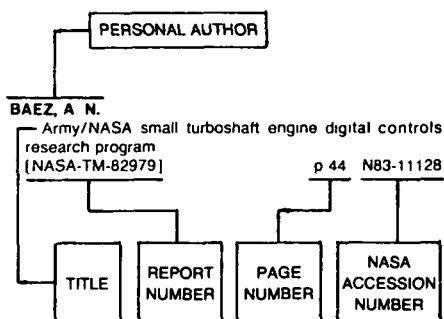 PERSONAL AUTHOR
BAEZ, A N.
Army/NASA small turboshaft engine digital controls
research program
[NASA-TM-82979] p 44 N83-11128
TITLE
REPORT
NUMBER
PAGE
NUMBER
NASA
ACCESSION
NUMBER